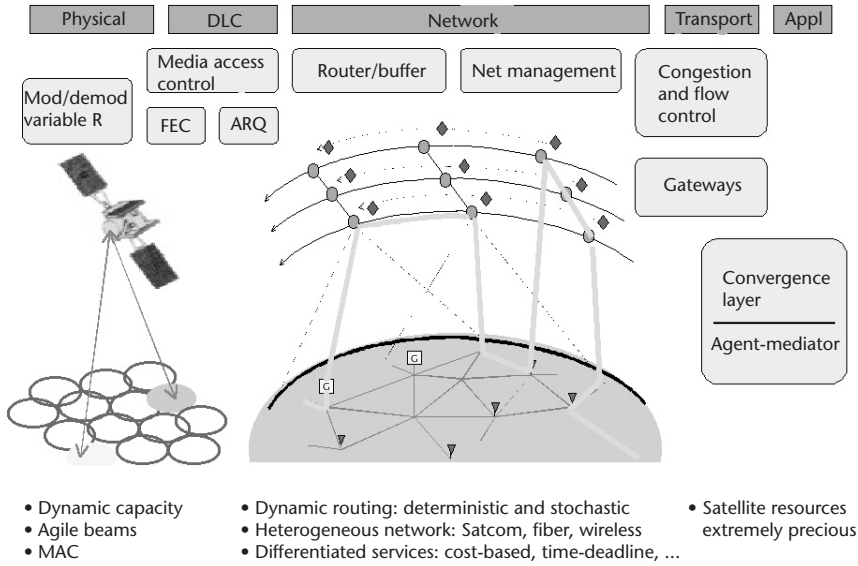 Physical
DLC
Network
Transport
Appl
Media access
control
Router/buffer
Net management
Congestion
and flow
control
Mod/demod
variable R
FEC
ARQ
Gateways
Convergence
layer
Agent-mediator
G
G
I
• Dynamic capacity
• Agile beams
• MAC
• Dynamic routing: deterministic and stochastic
• Heterogeneous network: Satcom, fiber, wireless
• Differentiated services: cost-based, time-deadline, ...
• Satellite resources
extremely precious